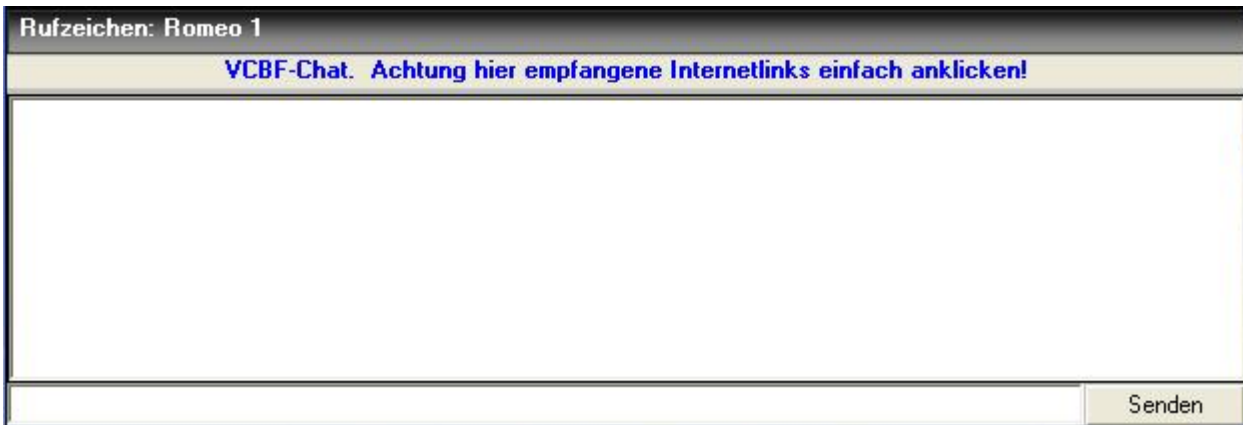 Rufzeichen: Romeo 1
VCBF-Chat. Achtung hier empfangene Internetlinks einfach anklicken!
Senden